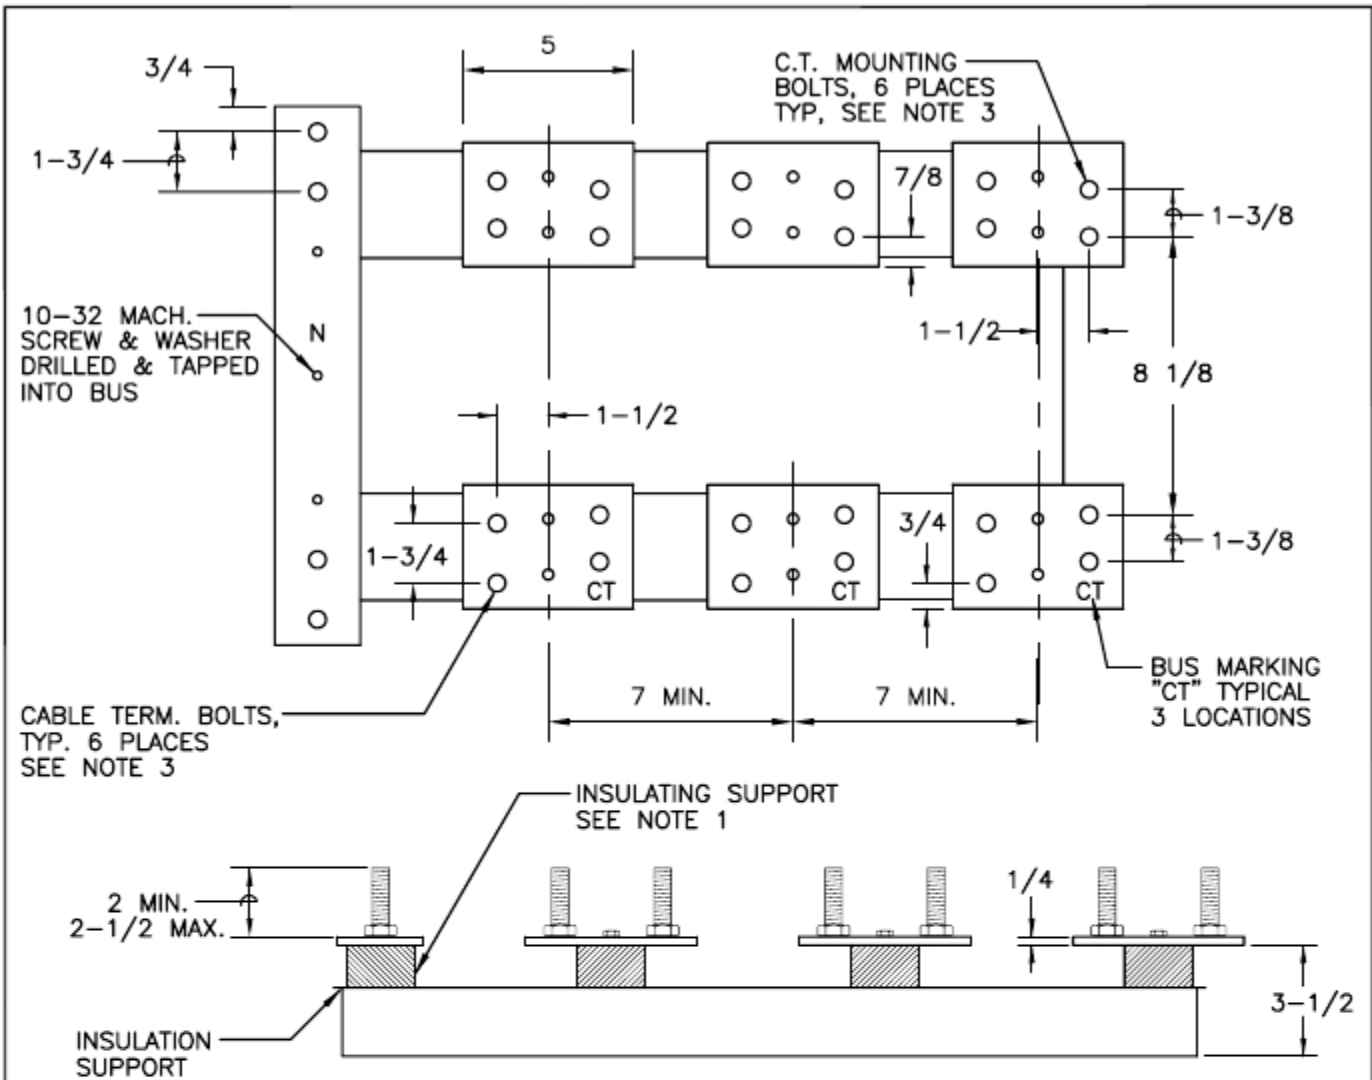 5
3/4
C.T. MOUNTING
BOLTS, 6 PLACES
TYP, SEE NOTE 3
1-3/4
7/8
1-3/8
10-32 MACH.
SCREW & WASHER
DRILLED & TAPPED
INTO BUS
N
1-1/2
8 1/8
1-1/2
1-3/4
3/4
1-3/8
CT
CT
CT
BUS MARKING
"CT" TYPICAL
3 LOCATIONS
7 MIN.
7 MIN.
CABLE TERM. BOLTS,
TYP. 6 PLACES
SEE NOTE 3
INSULATING SUPPORT
SEE NOTE 1
2 MIN.
2-1/2 MAX.
1/4
3-1/2
INSULATION
SUPPORT